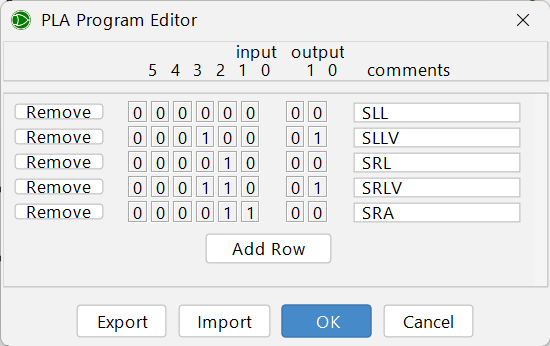 PLA Program Editor
input output
5 4 3 2 1 0 1 0 comments
Remove 0 0 0 0 0 0 0 0 SLL
Remove 0 0 0 1 0 0 0 1 SLLV
Remove 0 0 0 0 1 0 0 0 SRL
Remove 0 0 0 1 1 0 0 1 SRLV
Remove 0 0 0 0 1 1 0 0 SRA
Add Row
Export Import OK Cancel